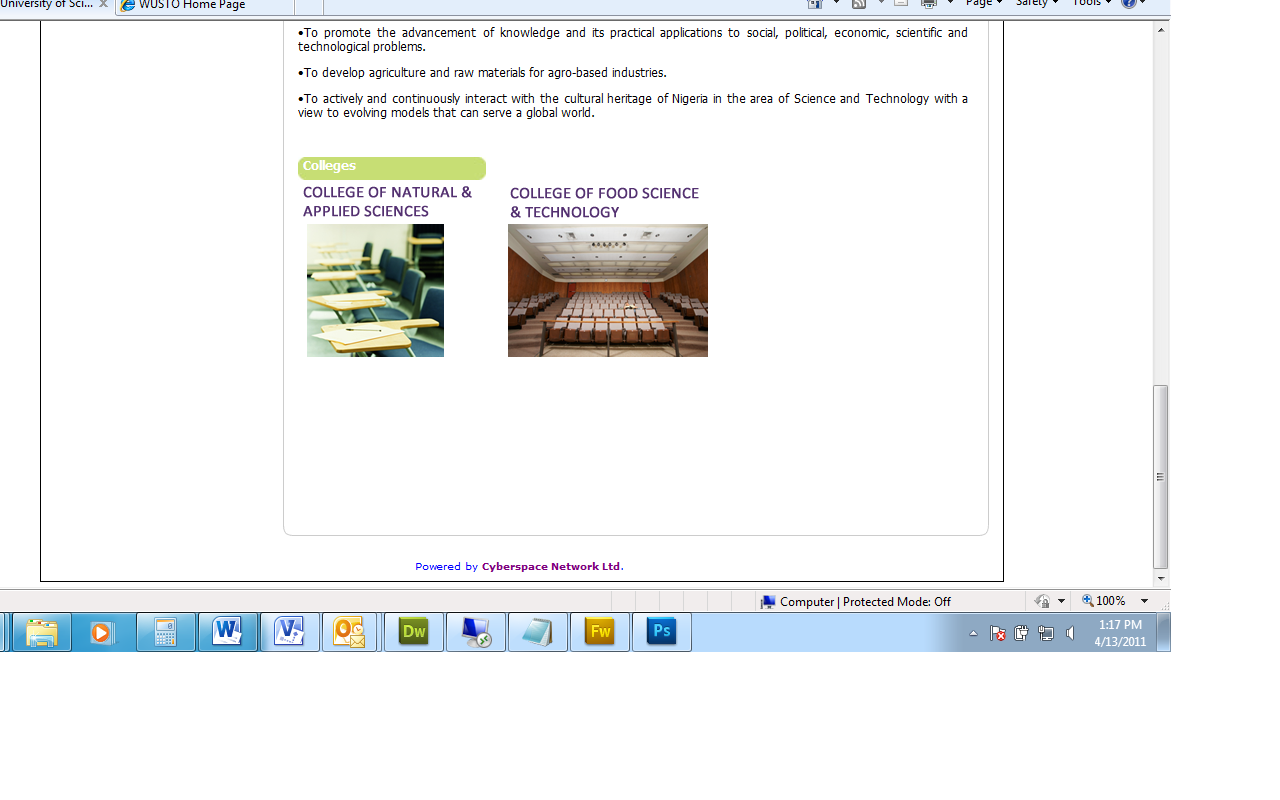 University of Sci... WUSTO Home Page Page Safety Tools
•To promote the advancement of knowledge and its practical applications to social, political, economic, scientific and
technological problems.
•To develop agriculture and raw materials for agro-based industries.
•To actively and continuously interact with the cultural heritage of Nigeria in the area of Science and Technology with a
view to evolving models that can serve a global world.
Colleges
COLLEGE OF NATURAL &
APPLIED SCIENCES
COLLEGE OF FOOD SCIENCE
& TECHNOLOGY
Powered by Cyberspace Network Ltd.
Computer | Protected Mode: Off 100%
Dw Fw Ps
1:17 PM
4/13/2011